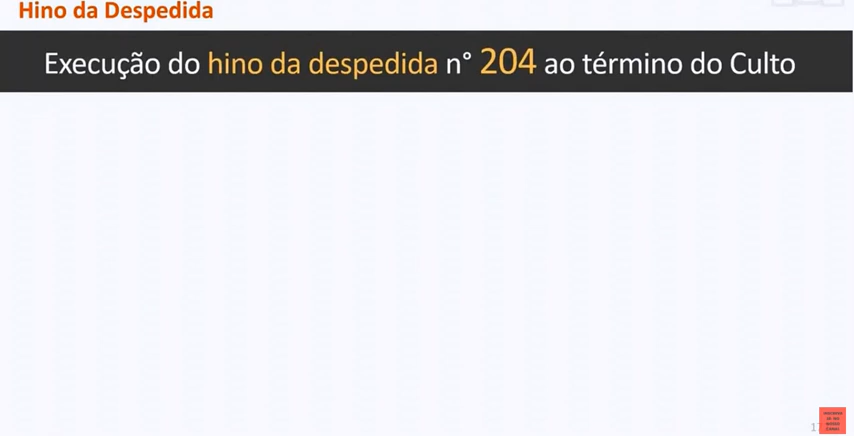 Hino da Despedida
Execução do hino da despedida n° 204 ao término do Culto